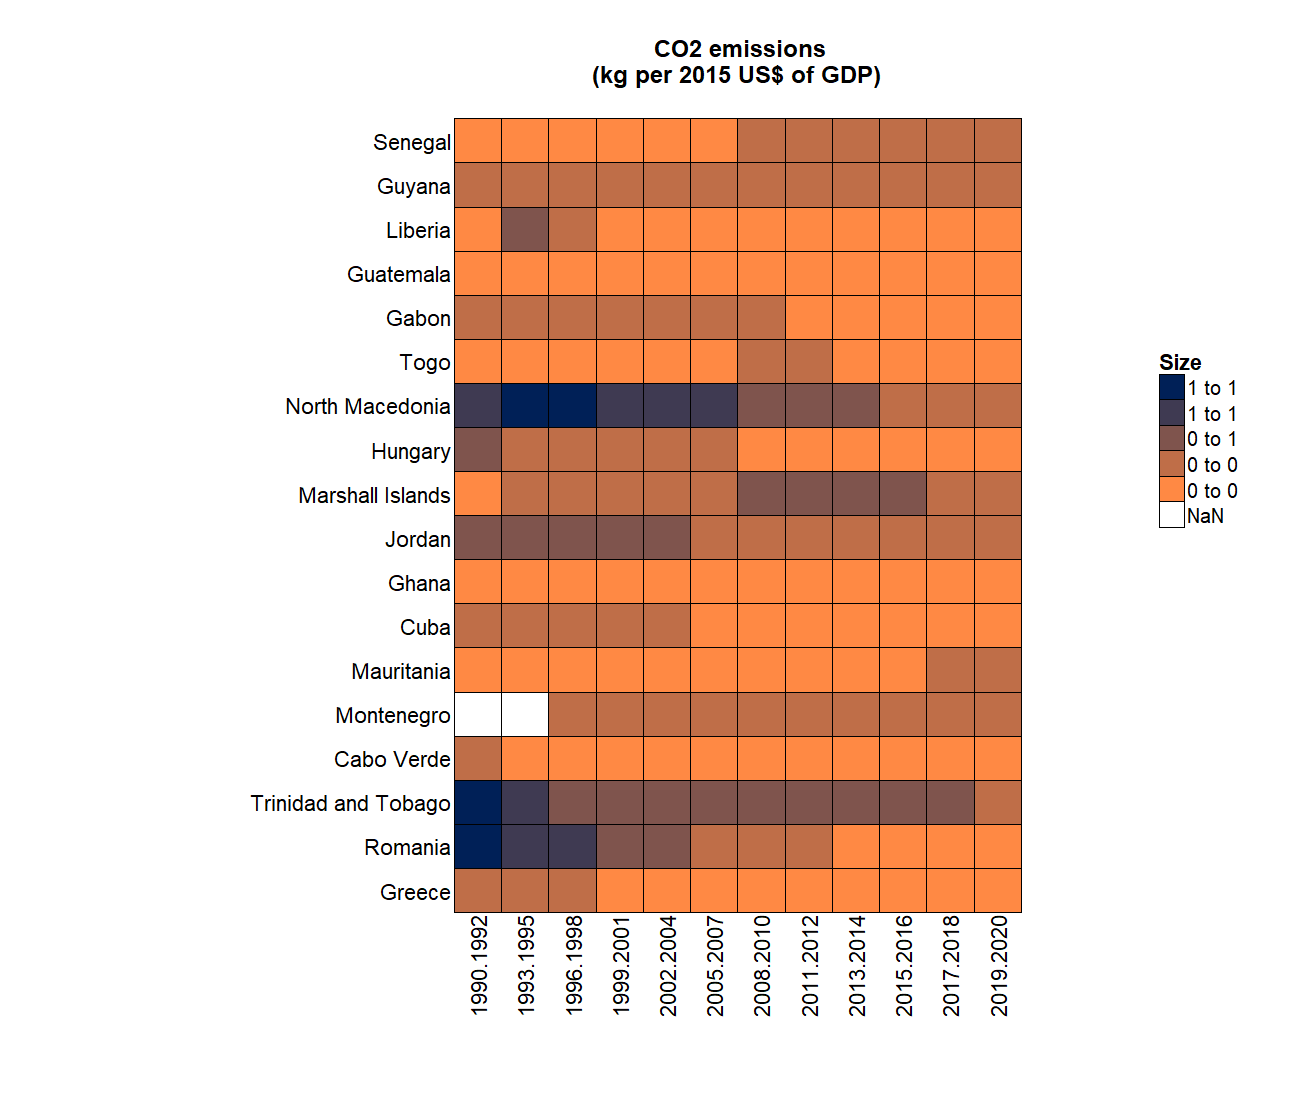 CO2 emissions
(kg per 2015 US$ of GDP)
Senegal
Guyana
Liberia
Guatemala
Gabon
Togo
North Macedonia
Hungary
Marshall Islands
Jordan
Ghana
Cuba
Mauritania
Montenegro
Cabo Verde
Trinidad and Tobago
Romania
Greece
1990.1992
1993.1995
1996.1998
1999.2001
2002.2004
2005.2007
2008.2010
2011.2012
2013.2014
2015.2016
2017.2018
2019.2020
Size
1 to 1
1 to 1
0 to 1
0 to 0
0 to 0
NaN